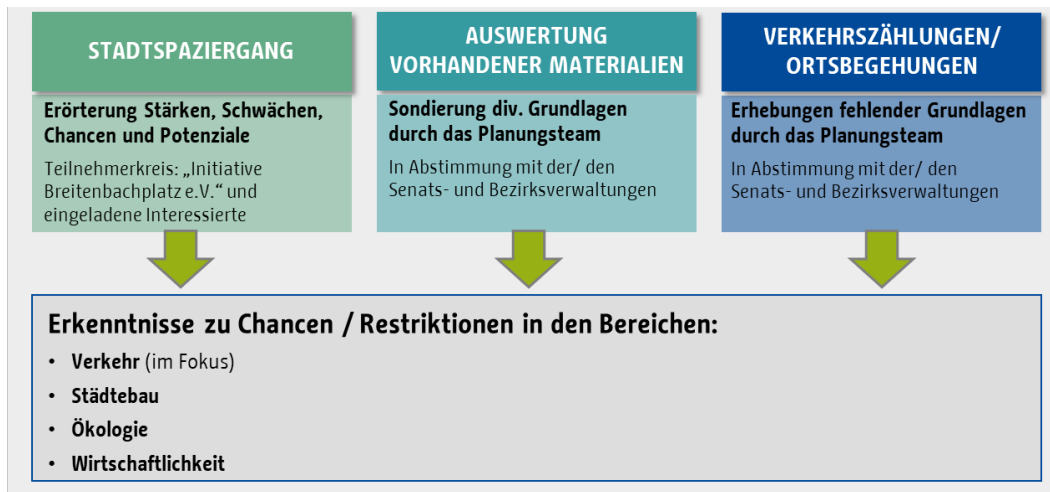 STADTSPAZIERGANG
Erörterung Stärken, Schwächen,
Chancen und Potenziale
Teilnehmerkreis: „Initiative
Breitenbachplatz e.V.“ und
eingeladene Interessierte
AUSWERTUNG
VORHANDENER MATERIALIEN
Sondierung div. Grundlagen
durch das Planungsteam
In Abstimmung mit der/ den
Senats- und Bezirksverwaltungen
VERKEHRSZÄHLUNGEN/
ORTSBEGEHUNGEN
Erhebungen fehlender Grundlagen
durch das Planungsteam
In Abstimmung mit der/ den
Senats- und Bezirksverwaltungen
Erkenntnisse zu Chancen / Restriktionen in den Bereichen:
• Verkehr (im Fokus)
• Städtebau
• Ökologie
• Wirtschaftlichkeit